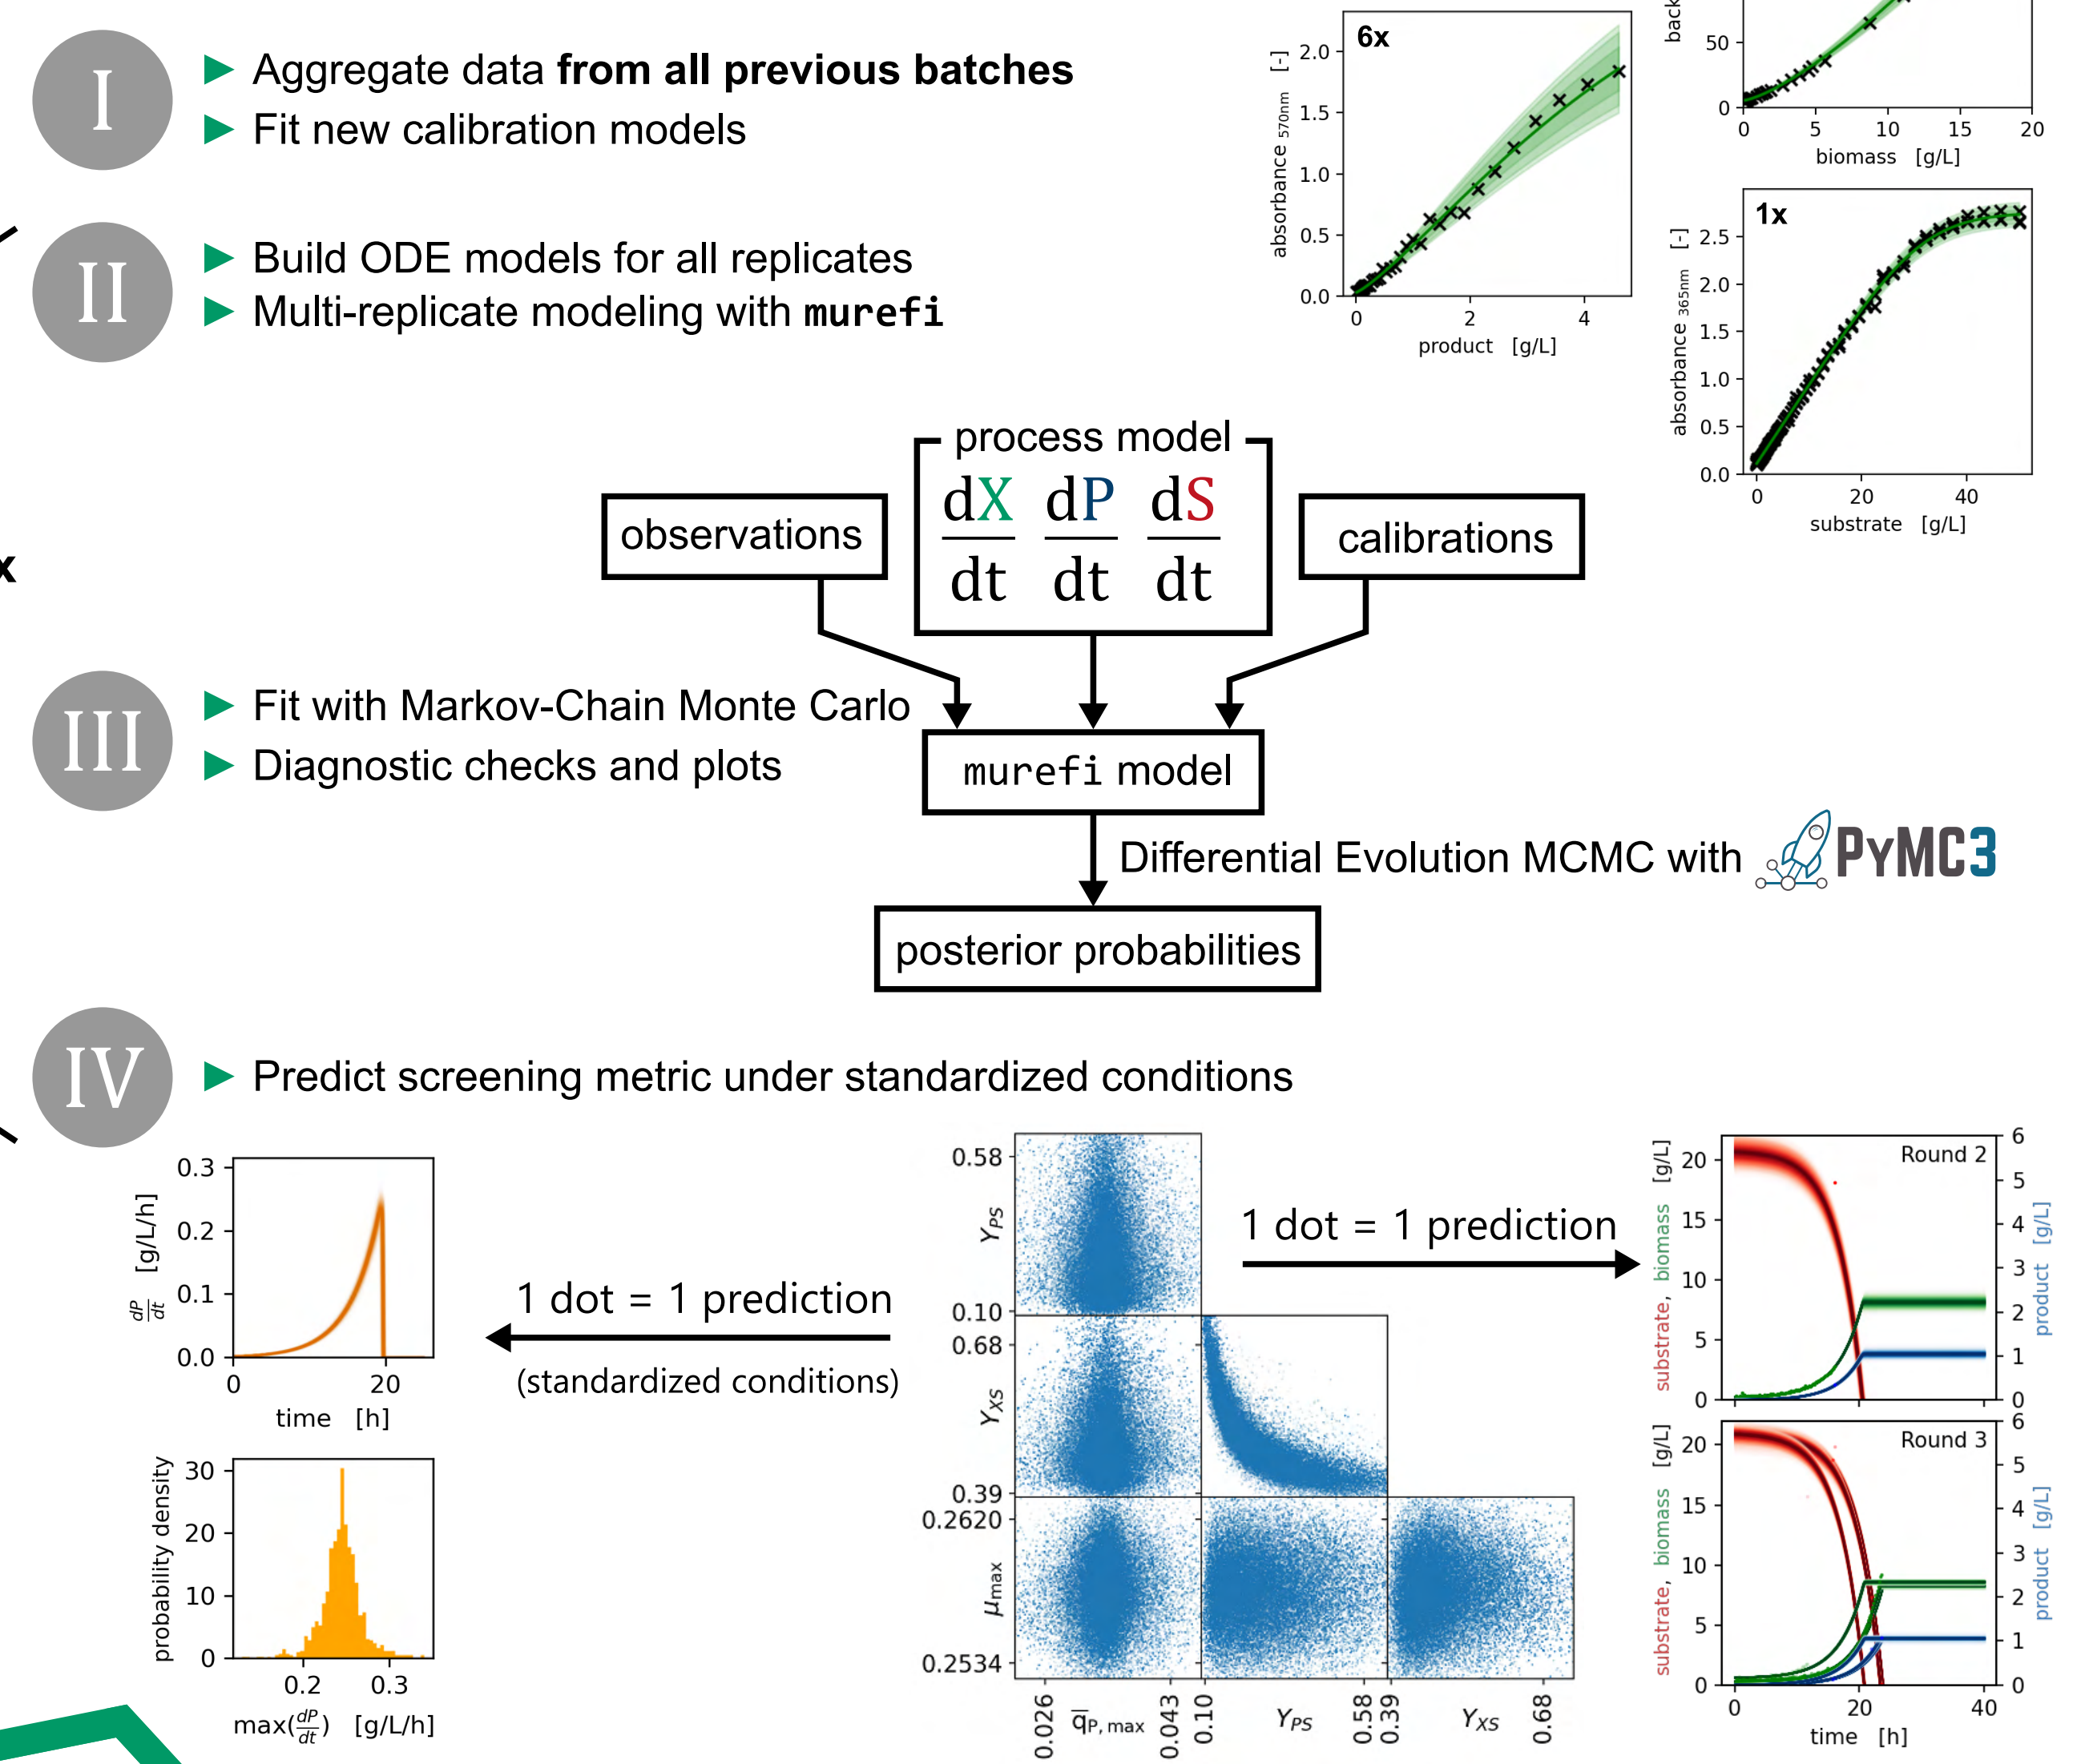 I
Aggregate data from all previous batches
Fit new calibration models
6x
absorbance 570nm [-]
2.0
1.5
1.0
0.5
0.0
0 2 4
product [g/L]
back
50
0
0 5 10 15 20
biomass [g/L]
1x
absorbance 365nm [-]
2.5
2.0
1.5
1.0
0.5
0.0
0 20 40
substrate [g/L]
II
Build ODE models for all replicates
Multi-replicate modeling with murefi
x
observations
process model
dX dP dS
dt dt dt
calibrations
III
Fit with Markov-Chain Monte Carlo
Diagnostic checks and plots
murefi model
Differential Evolution MCMC with PyMC3
posterior probabilities
IV
Predict screening metric under standardized conditions
dP/dt [g/L/h]
0.3
0.2
0.1
0.0
0 20
time [h]
probability density
30
20
10
0
0.2 0.3
max(dP/dt) [g/L/h]
1 dot = 1 prediction
(standardized conditions)
0.58
Y_PS
0.10
0.68
Y_XS
0.39
0.2620
μ_max
0.2534
0.026 q̅_P, max 0.043 0.10 Y_PS 0.58 0.39 Y_XS 0.68
1 dot = 1 prediction
Round 2
substrate, biomass [g/L]
20
15
10
5
0
product [g/L]
6
5
4
3
2
1
0
Round 3
substrate, biomass [g/L]
20
15
10
5
0
product [g/L]
6
5
4
3
2
1
0
0 20 40
time [h]